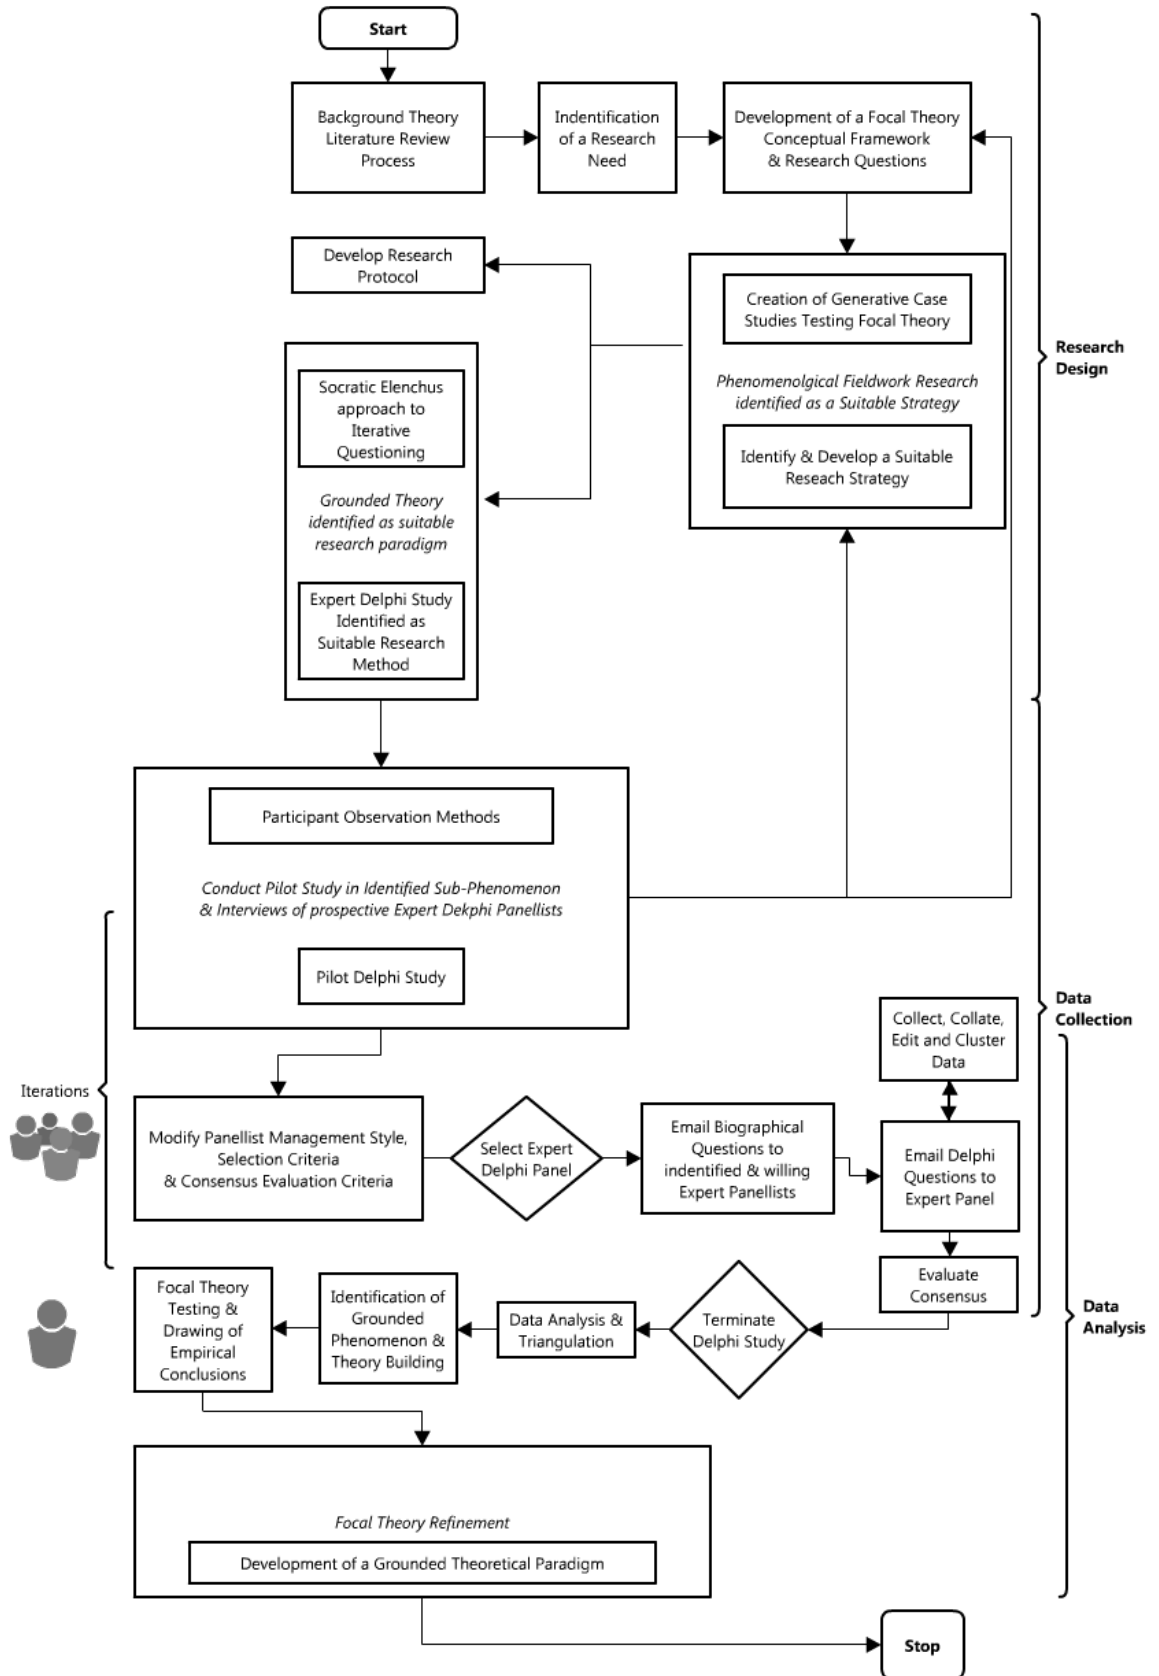 Start
Background Theory
Literature Review
Process
Indentification
of a Research
Need
Development of a Focal Theory
Conceptual Framework
& Research Questions
Develop Research
Protocol
Creation of Generative Case
Studies Testing Focal Theory
Phenomenolgical Fieldwork Research
identified as a Suitable Strategy
Identify & Develop a Suitable
Reseach Strategy
Research
Design
Socratic Elenchus
approach to
Iterative
Questioning
Grounded Theory
identified as suitable
research paradigm
Expert Delphi Study
Identified as
Suitable Research
Method
Participant Observation Methods
Conduct Pilot Study in Identified Sub-Phenomenon
& Interviews of prospective Expert Dekphi Panellists
Pilot Delphi Study
Data
Collection
Collect, Collate,
Edit and Cluster
Data
Iterations
Modify Panellist Management Style,
Selection Criteria
& Consensus Evaluation Criteria
Select Expert
Delphi Panel
Email Biographical
Questions to
indentified & willing
Expert Panellists
Email Delphi
Questions to
Expert Panel
Evaluate
Consensus
Terminate
Delphi Study
Data Analysis &
Triangulation
Identification of
Grounded
Phenomenon &
Theory Building
Focal Theory
Testing &
Drawing of
Empirical
Conclusions
Data
Analysis
Focal Theory Refinement
Development of a Grounded Theoretical Paradigm
Stop